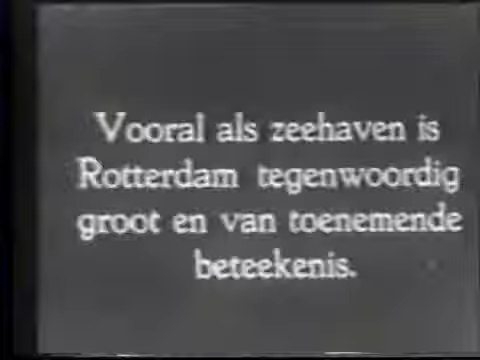 Vooral als zeehaven is
Rotterdam tegenwoordig
groot en van toenemende
beteekenis.